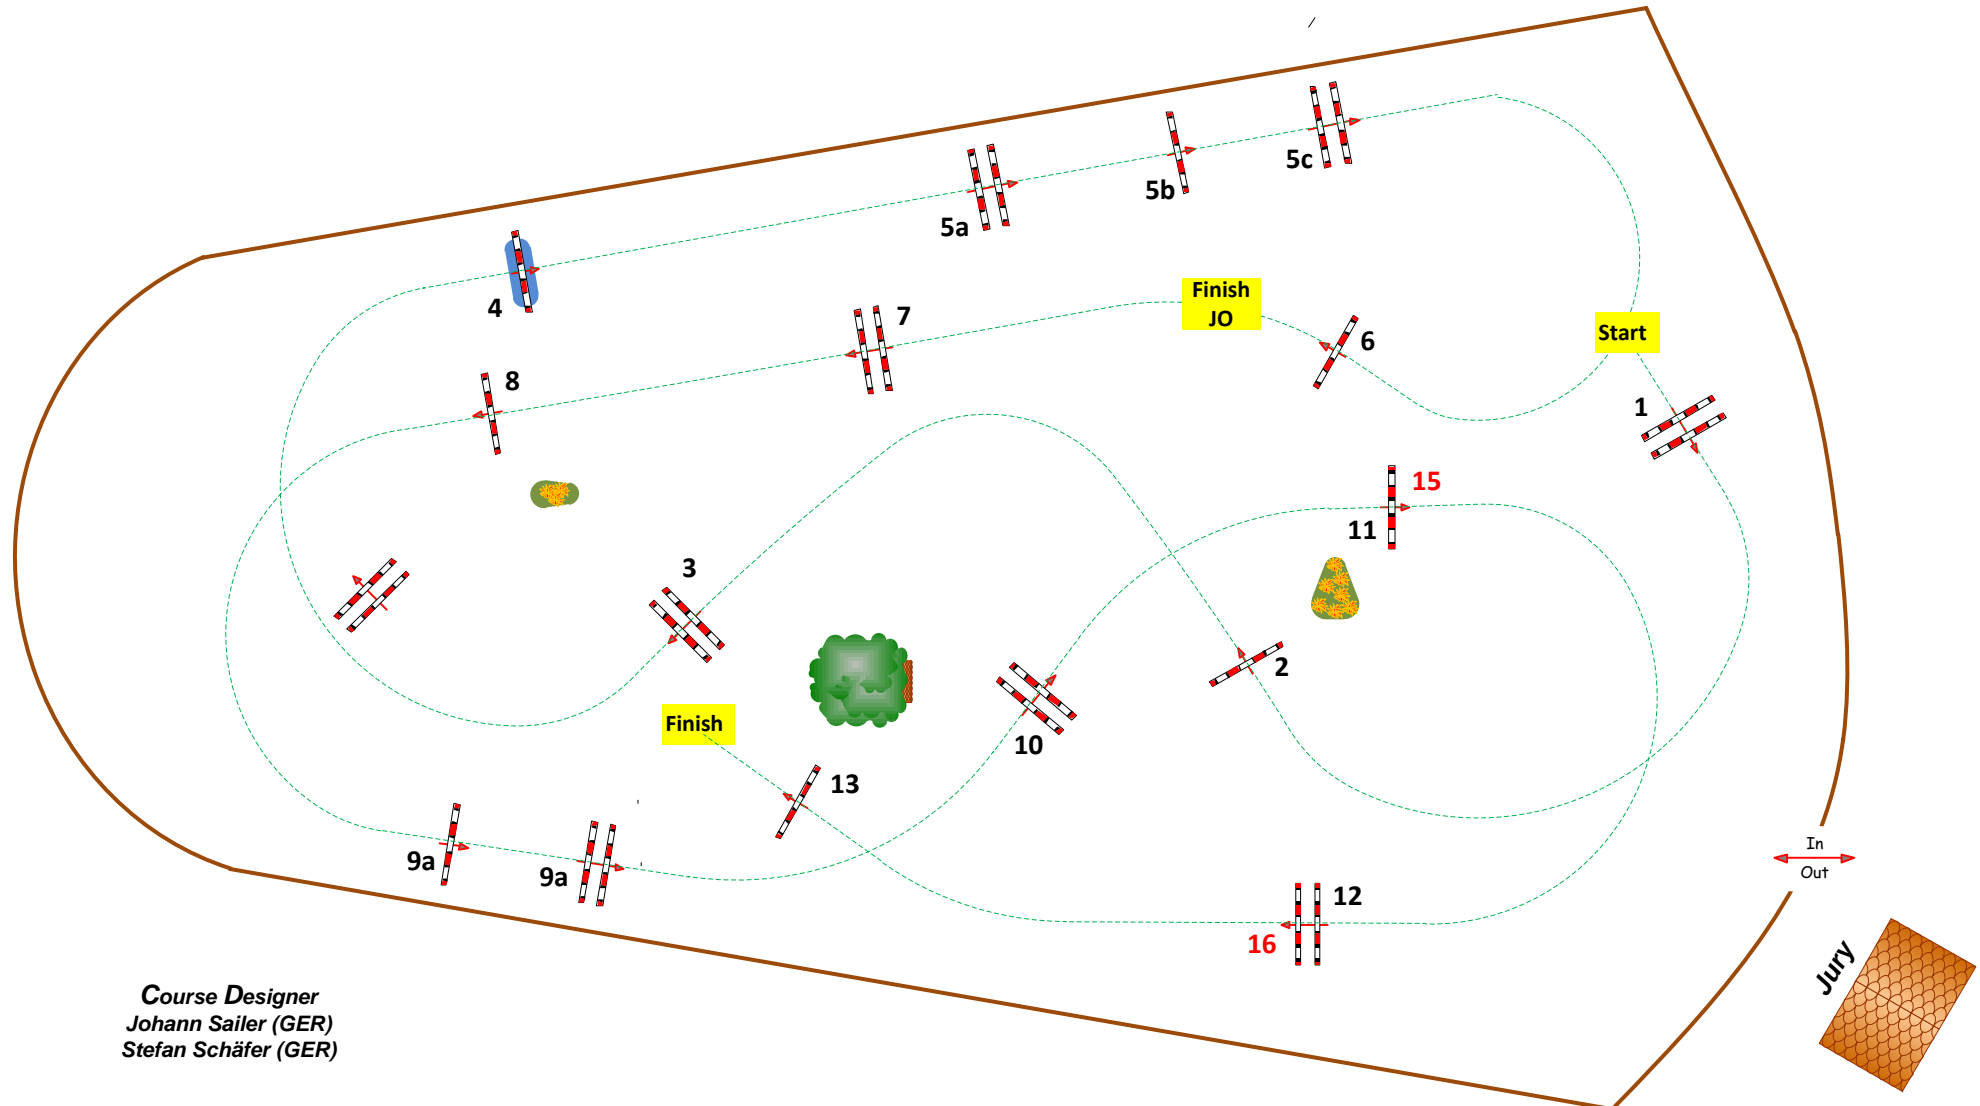 5c
5b
5a
Finish
JO
4
7
6
Start
8
1
15
11
3
2
Finish
10
13
9a
9a
In
Out
12
16
Jury
Course Designer
Johann Sailer (GER)
Stefan Schäfer (GER)